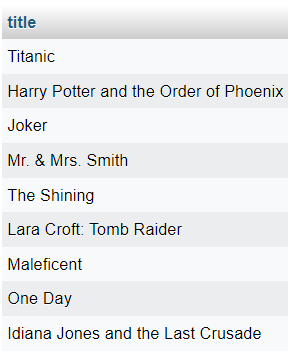 title
Titanic
Harry Potter and the Order of Phoenix
Joker
Mr. & Mrs. Smith
The Shining
Lara Croft: Tomb Raider
Maleficent
One Day
Idiana Jones and the Last Crusade